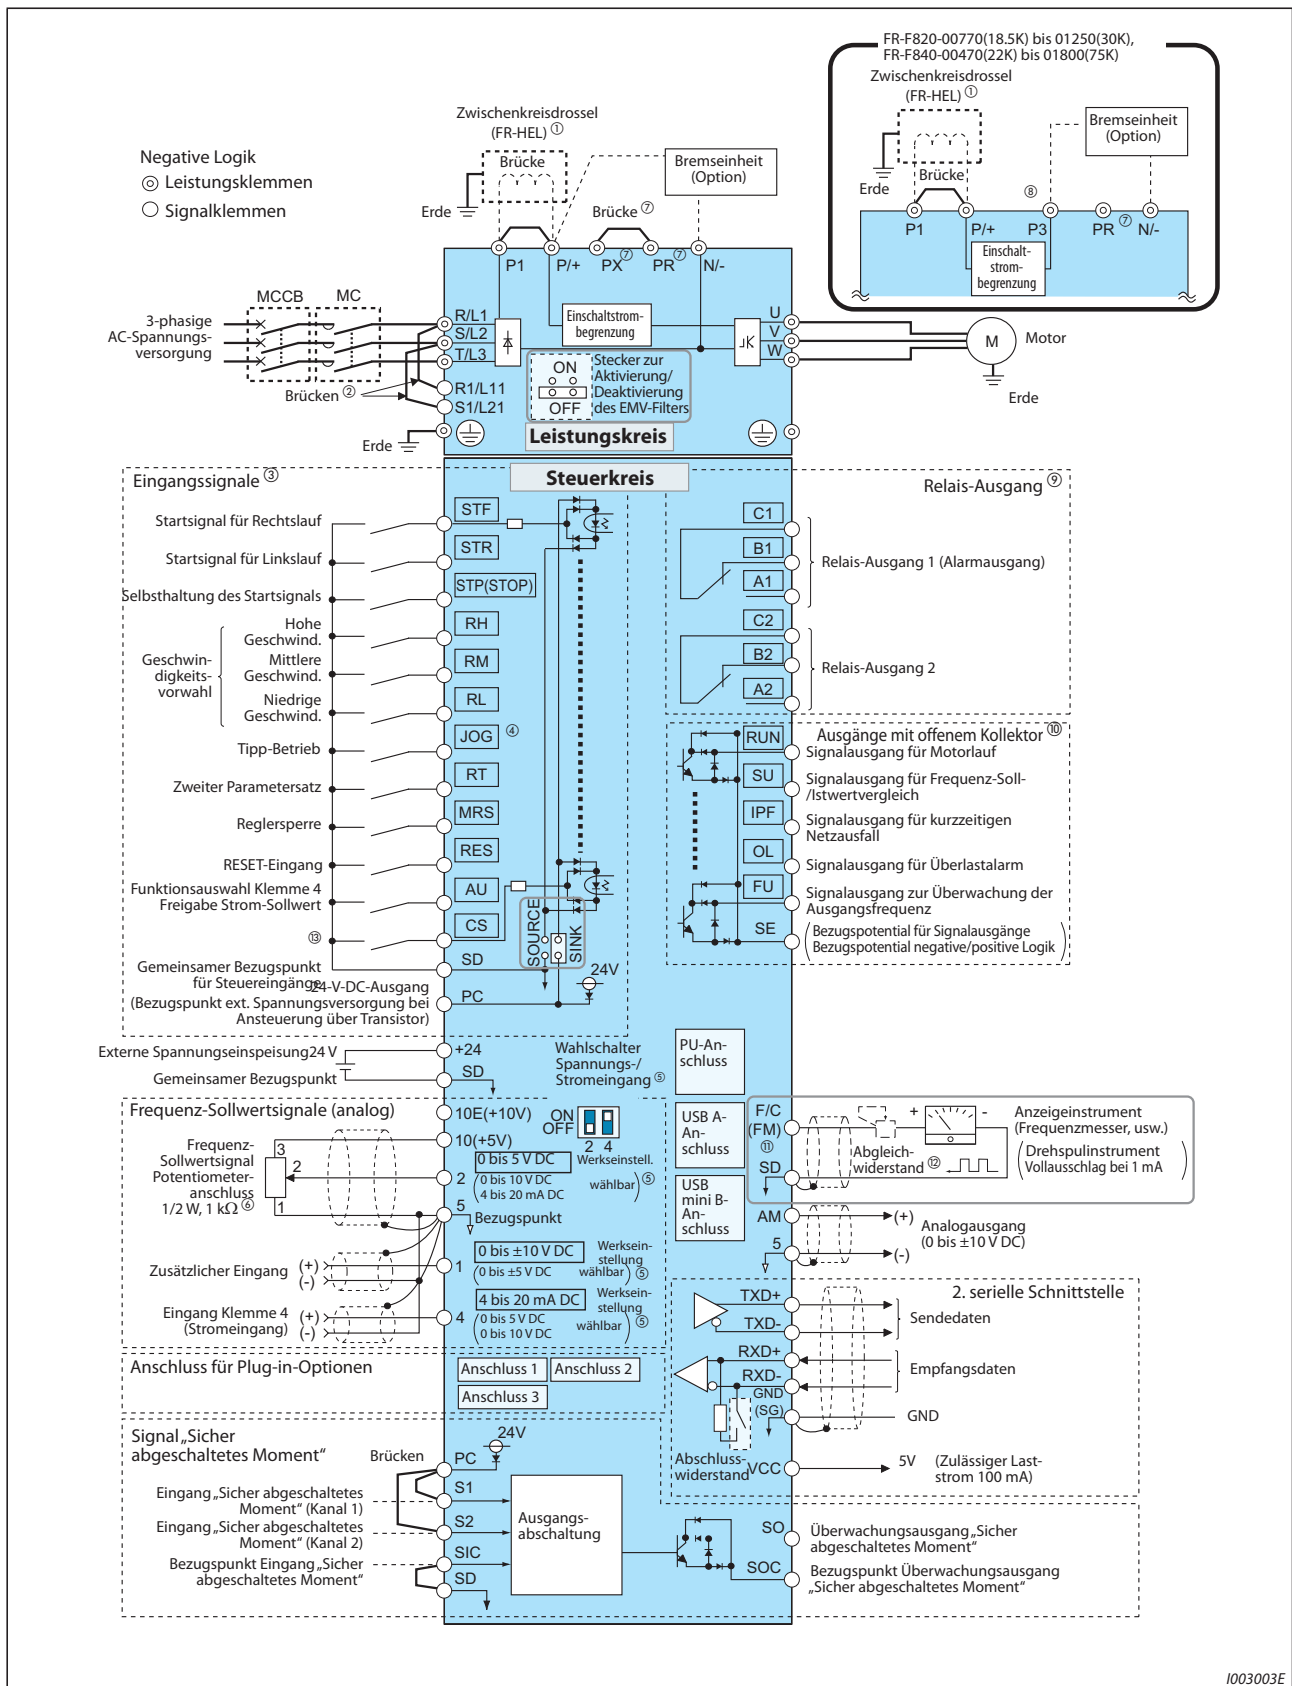 FR-F820-00770(18.5K) bis 01250(30K),
FR-F840-00470(22K) bis 01800(75K)
Zwischenkreisdrossel
(FR-HEL) ①
Bremseinheit
(Option)
Brücke
Erde
⑧
P1
P/+
P3
PR ⑦
N/-
Einschalt-
strom-
begrenzung
Zwischenkreisdrossel
(FR-HEL) ①
Brücke
Bremseinheit
(Option)
Negative Logik
Leistungsklemmen
Signalklemmen
Erde
Brücke ⑦
P1
P/+
PX ⑦
PR ⑦
N/-
MCCB
MC
3-phasige
AC-Spannungs-
versorgung
R/L1
S/L2
T/L3
R1/L11
S1/L21
Brücken ②
Erde
Einschaltstrom-
begrenzung
ON
OFF
Stecker zur
Aktivierung/
Deaktivierung
des EMV-Filters
U
V
W
M
Motor
Erde
Leistungskreis
Steuerkreis
Eingangssignale ③
Startsignal für Rechtslauf
STF
Startsignal für Linkslauf
STR
Selbsthaltung des Startsignals
STP(STOP)
Geschwin-
digkeits-
vorwahl
Hohe
Geschwind.
RH
Mittlere
Geschwind.
RM
Niedrige
Geschwind.
RL
Tipp-Betrieb
JOG ④
Zweiter Parametersatz
RT
Reglersperre
MRS
RESET-Eingang
RES
Funktionsauswahl Klemme 4
Freigabe Strom-Sollwert
AU
⑬
CS
SOURCE
SINK
Gemeinsamer Bezugspunkt
für Steuereingänge
SD
24-V-DC-Ausgang
(Bezugspunkt ext. Spannungsversorgung bei
Ansteuerung über Transistor)
PC
24V
Relais-Ausgang ⑨
C1
B1
A1
Relais-Ausgang 1 (Alarmausgang)
C2
B2
A2
Relais-Ausgang 2
Ausgänge mit offenem Kollektor ⑩
RUN
Signalausgang für Motorlauf
SU
Signalausgang für Frequenz-Soll-
/Istwertvergleich
IPF
Signalausgang für kurzzeitigen
Netzausfall
OL
Signalausgang für Überlastalarm
FU
Signalausgang zur Überwachung der
Ausgangsfrequenz
SE
(Bezugspotential für Signalausgänge
Bezugspotential negative/positive Logik)
Externe Spannungseinspeisung24 V
+24
Gemeinsamer Bezugspunkt
SD
Wahlschalter
Spannungs-/
Stromeingang ⑤
PU-An-
schluss
Frequenz-Sollwertsignale (analog)
10E(+10V)
ON
OFF
2 4
10(+5V)
Frequenz-
Sollwertsignal
Potentiometer-
anschluss
1/2 W, 1 kΩ ⑥
3
2
1
2
0 bis 5 V DC
Werkseinstell.
(0 bis 10 V DC
4 bis 20 mA DC
wählbar) ⑤
5
Bezugspunkt
Zusätzlicher Eingang
(+)
(-)
1
0 bis ±10 V DC
Werksein-
stellung
(0 bis ±5 V DC
wählbar) ⑤
Eingang Klemme 4
(Stromeingang)
(+)
(-)
4
4 bis 20 mA DC
Werksein-
stellung
(0 bis 5 V DC
0 bis 10 V DC
wählbar) ⑤
USB A-
An-
schluss
USB
mini B-
An-
schluss
F/C
(FM)
⑪
SD
+
-
Abgleich-
widerstand ⑫
Anzeigeinstrument
(Frequenzmesser, usw.)
(Drehspulinstrument
Vollausschlag bei 1 mA)
AM
(+)
Analogausgang
(0 bis ±10 V DC)
5
(-)
2. serielle Schnittstelle
TXD+
TXD-
Sendedaten
RXD+
RXD-
Empfangsdaten
GND
(SG)
GND
Abschluss-
widerstand
VCC
5V
(Zulässiger Last-
strom 100 mA)
Anschluss für Plug-in-Optionen
Anschluss 1
Anschluss 2
Anschluss 3
Signal „Sicher
abgeschaltetes Moment“
Brücken
PC
24V
Eingang „Sicher abgeschaltetes
Moment“ (Kanal 1)
S1
Eingang „Sicher abgeschaltetes
Moment“ (Kanal 2)
S2
Bezugspunkt Eingang „Sicher
abgeschaltetes Moment“
SIC
SD
Ausgangs-
abschaltung
SO
Überwachungsausgang „Sicher
abgeschaltetes Moment“
SOC
Bezugspunkt Überwachungsausgang
„Sicher abgeschaltetes Moment“
I003003E